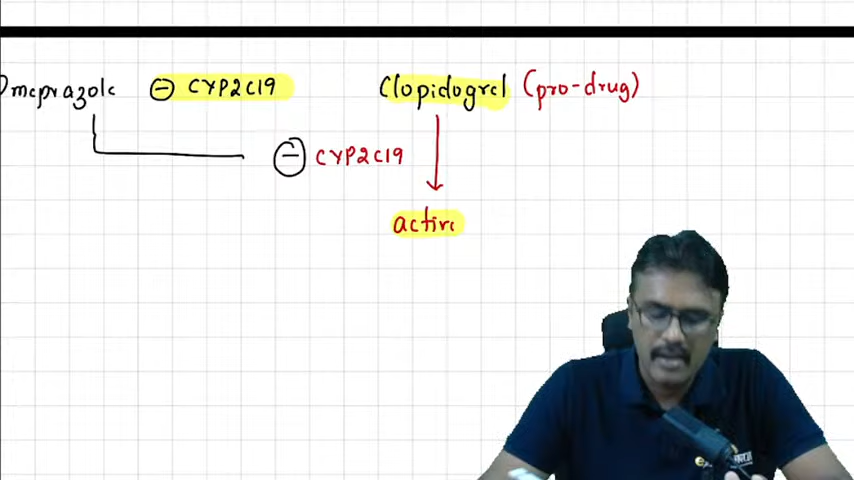 Omeprazole ⊖ CYP2C19 Clopidogrel (pro-drug)
⊖ CYP2C19
active